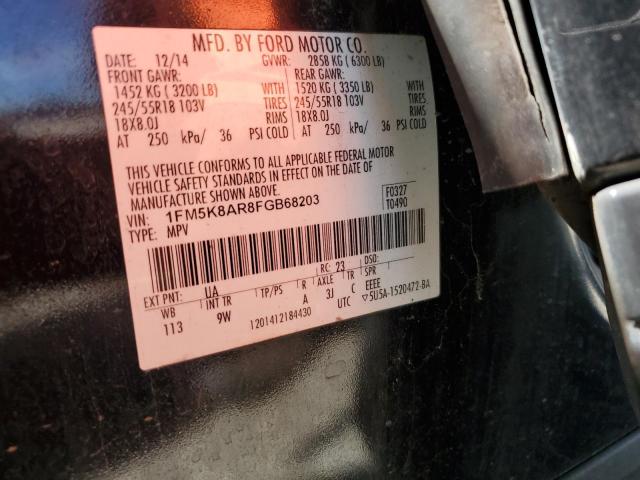 MFD. BY FORD MOTOR CO.
DATE: 12/14 GVWR: 2858 KG ( 6300 LB)
FRONT GAWR: REAR GAWR:
1452 KG ( 3200 LB) 1520 KG ( 3350 LB)
245/55R18 103V TIRES 245/55R18 103V TIRES
18X8.0J RIMS 18X8.0J RIMS
AT 250 kPa/ 36 PSI COLD AT 250 kPa/ 36 PSI COLD
THIS VEHICLE CONFORMS TO ALL APPLICABLE FEDERAL MOTOR
VEHICLE SAFETY STANDARDS IN EFFECT ON THE DATE OF
MANUFACTURE SHOWN ABOVE.
VIN: 1FM5K8AR8FGB68203 F0327
TYPE: MPV T0490
EXT PNT: UA RC: 23 DSO:
WB INT TR TP/PS R AXLE TR SPR
113 9W A 3J C EEEE
1201412184430 UTC ▽5U5A-1520472-BA